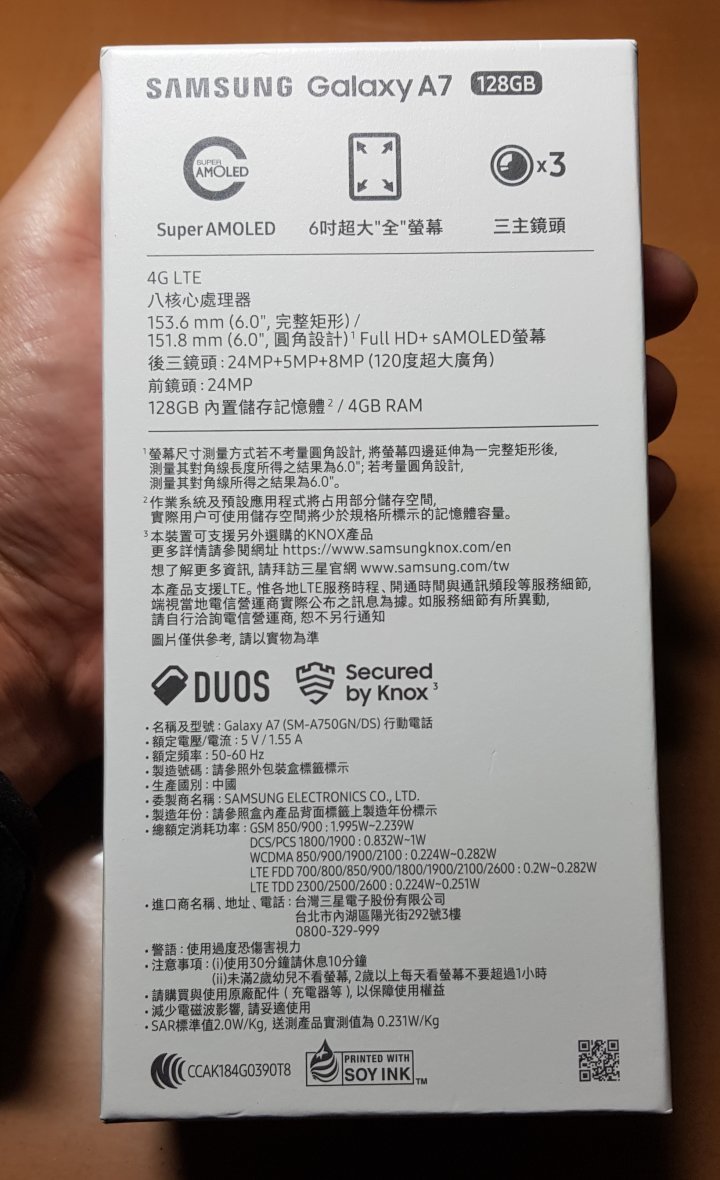 SAMSUNG Galaxy A7 128GB
SUPER AMOLED
x3
Super AMOLED 6吋超大"全"螢幕 三主鏡頭
4G LTE
八核心處理器
153.6 mm (6.0", 完整矩形) /
151.8 mm (6.0", 圓角設計)¹ Full HD+ sAMOLED螢幕
後三鏡頭 : 24MP+5MP+8MP (120度超大廣角)
前鏡頭 : 24MP
128GB 內置儲存記憶體² / 4GB RAM
¹螢幕尺寸測量方式若不考量圓角設計, 將螢幕四邊延伸為一完整矩形後,
測量其對角線長度所得之結果為6.0"; 若考量圓角設計,
測量其對角線所得之結果為6.0"。
²作業系統及預設應用程式將占用部分儲存空間,
實際用戶可使用儲存空間將少於規格所標示的記憶體容量。
³本裝置可支援另外選購的KNOX產品
更多詳情請參閱網址 https://www.samsungknox.com/en
想了解更多資訊, 請拜訪三星官網 www.samsung.com/tw
本產品支援LTE。惟各地LTE服務時程、開通時間與通訊頻段等服務細節,
端視當地電信營運商實際公布之訊息為據。如服務細節有所異動,
請自行洽詢電信營運商, 恕不另行通知
圖片僅供參考, 請以實物為準
DUOS Secured by Knox³
• 名稱及型號 : Galaxy A7 (SM-A750GN/DS) 行動電話
• 額定電壓/電流 : 5 V / 1.55 A
• 額定頻率 : 50-60 Hz
• 製造號碼 : 請參照外包裝盒標籤標示
• 生產國別 : 中國
• 委製商名稱 : SAMSUNG ELECTRONICS CO., LTD.
• 製造年份 : 請參照盒內產品背面標籤上製造年份標示
• 總額定消耗功率 : GSM 850/900 : 1.995W~2.239W
DCS/PCS 1800/1900 : 0.832W~1W
WCDMA 850/900/1900/2100 : 0.224W~0.282W
LTE FDD 700/800/850/900/1800/1900/2100/2600 : 0.2W~0.282W
LTE TDD 2300/2500/2600 : 0.224W~0.251W
• 進口商名稱、地址、電話 : 台灣三星電子股份有限公司
台北市內湖區陽光街292號3樓
0800-329-999
• 警語 : 使用過度恐傷害視力
• 注意事項 : (i)使用30分鐘請休息10分鐘
(ii)未滿2歲幼兒不看螢幕, 2歲以上每天看螢幕不要超過1小時
• 請購買與使用原廠配件 ( 充電器等 ), 以保障使用權益
• 減少電磁波影響, 請妥適使用
• SAR標準值2.0W/Kg, 送測產品實測值為 0.231W/Kg
CCAK184G0390T8 PRINTED WITH SOY INK TM